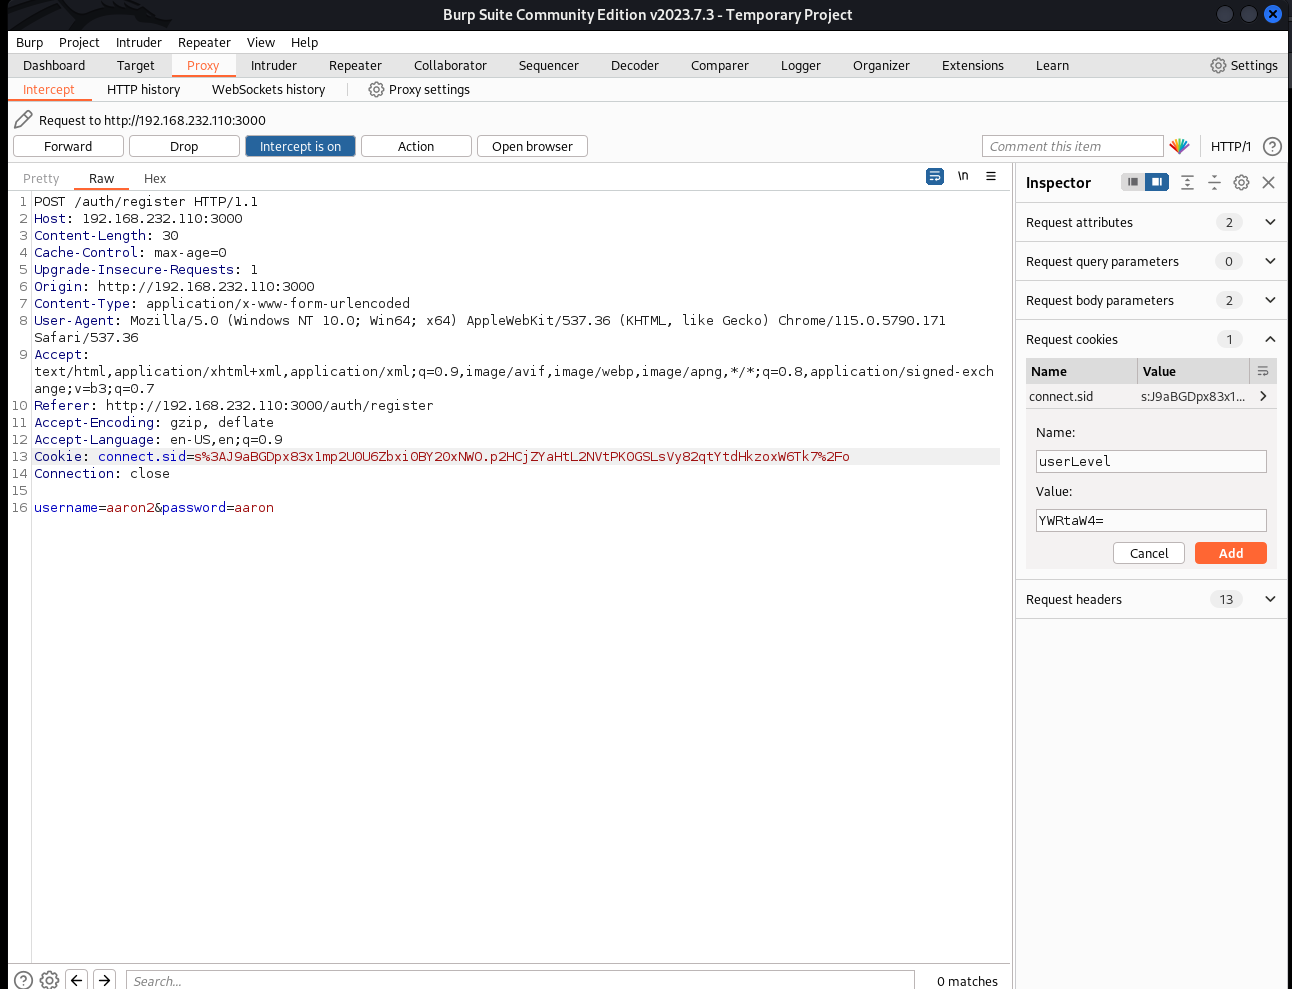 Burp Suite Community Edition v2023.7.3 - Temporary Project
Burp Project Intruder Repeater View Help
Dashboard Target Proxy Intruder Repeater Collaborator Sequencer Decoder Comparer Logger Organizer Extensions Learn Settings
Intercept HTTP history WebSockets history Proxy settings
Request to http://192.168.232.110:3000
Forward Drop Intercept is on Action Open browser Comment this item HTTP/1 ?
Pretty Raw Hex \n
1 POST /auth/register HTTP/1.1
2 Host: 192.168.232.110:3000
3 Content-Length: 30
4 Cache-Control: max-age=0
5 Upgrade-Insecure-Requests: 1
6 Origin: http://192.168.232.110:3000
7 Content-Type: application/x-www-form-urlencoded
8 User-Agent: Mozilla/5.0 (Windows NT 10.0; Win64; x64) AppleWebKit/537.36 (KHTML, like Gecko) Chrome/115.0.5790.171
Safari/537.36
9 Accept:
text/html,application/xhtml+xml,application/xml;q=0.9,image/avif,image/webp,image/apng,*/*;q=0.8,application/signed-exch
ange;v=b3;q=0.7
10 Referer: http://192.168.232.110:3000/auth/register
11 Accept-Encoding: gzip, deflate
12 Accept-Language: en-US,en;q=0.9
13 Cookie: connect.sid=s%3AJ9aBGDpx83x1mp2U0U6Zbxi0BY20xNWO.p2HCjZYaHtL2NVtPK0GSLsVy82qtYtdHkzoxW6Tk7%2Fo
14 Connection: close
15
16 username=aaron2&password=aaron
Inspector
Request attributes 2
Request query parameters 0
Request body parameters 2
Request cookies 1
Name Value
connect.sid s:J9aBGDpx83x1...
Name:
userLevel
Value:
YWRtaW4=
Cancel Add
Request headers 13
? Search... 0 matches